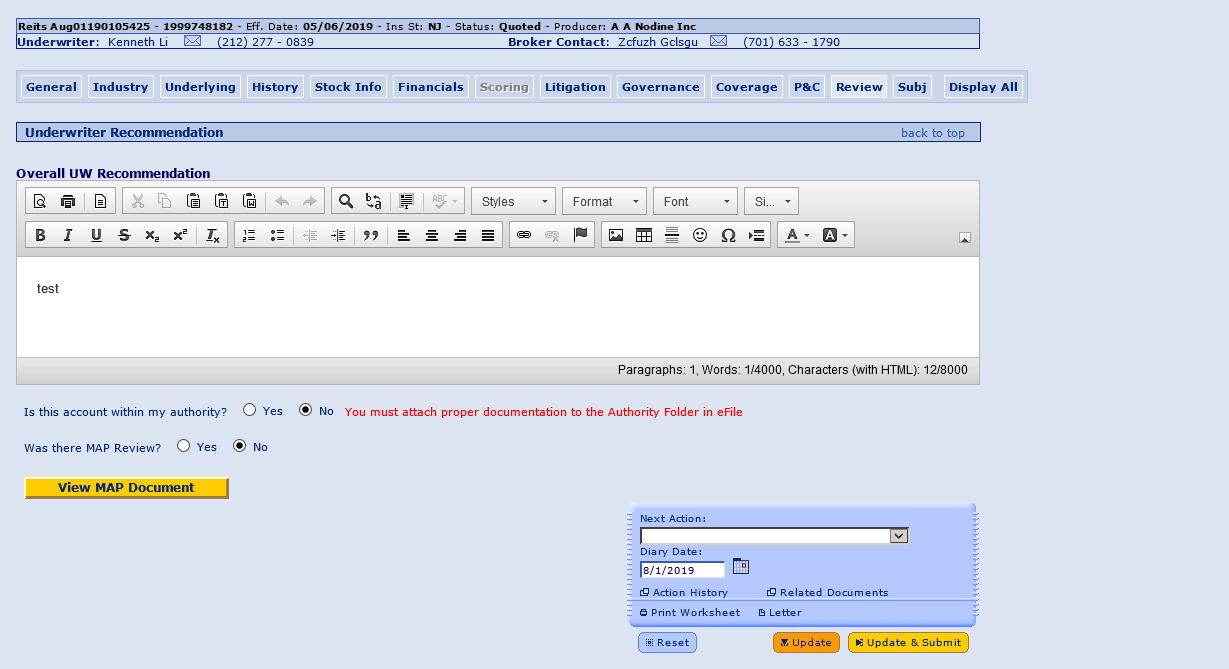 Reits Aug01190105425 - 1999748182 - Eff. Date: 05/06/2019 - Ins St: NJ - Status: Quoted - Producer: A A Nodine Inc
Underwriter: Kenneth Li (212) 277 - 0839 Broker Contact: Zcfuzh Gclsgu (701) 633 - 1790
General Industry Underlying History Stock Info Financials Scoring Litigation Governance Coverage P&C Review Subj Display All
Underwriter Recommendation back to top
Overall UW Recommendation
ABC Styles Format Font Si...
B I U S x₂ x² Tx A A
test
Paragraphs: 1, Words: 1/4000, Characters (with HTML): 12/8000
Is this account within my authority? Yes No You must attach proper documentation to the Authority Folder in eFile
Was there MAP Review? Yes No
View MAP Document
Next Action:
Diary Date:
8/1/2019
Action History Related Documents
Print Worksheet Letter
Reset Update Update & Submit